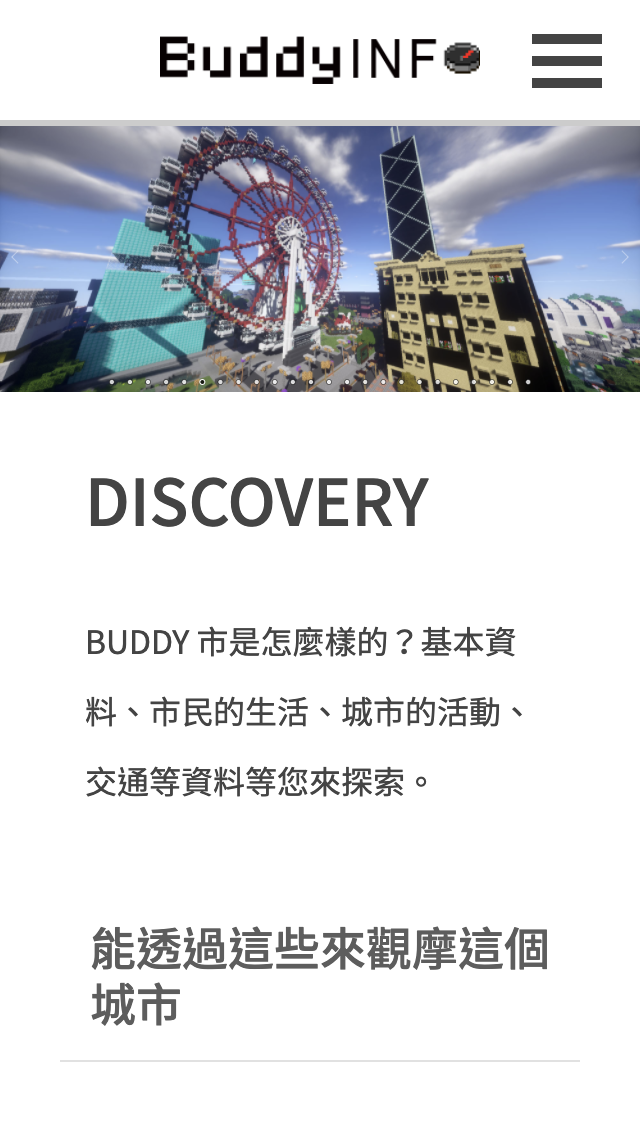 BuddyINFO
DISCOVERY
BUDDY 市是怎麼樣的？基本資
料、市民的生活、城市的活動、
交通等資料等您來探索。
能透過這些來觀摩這個
城市